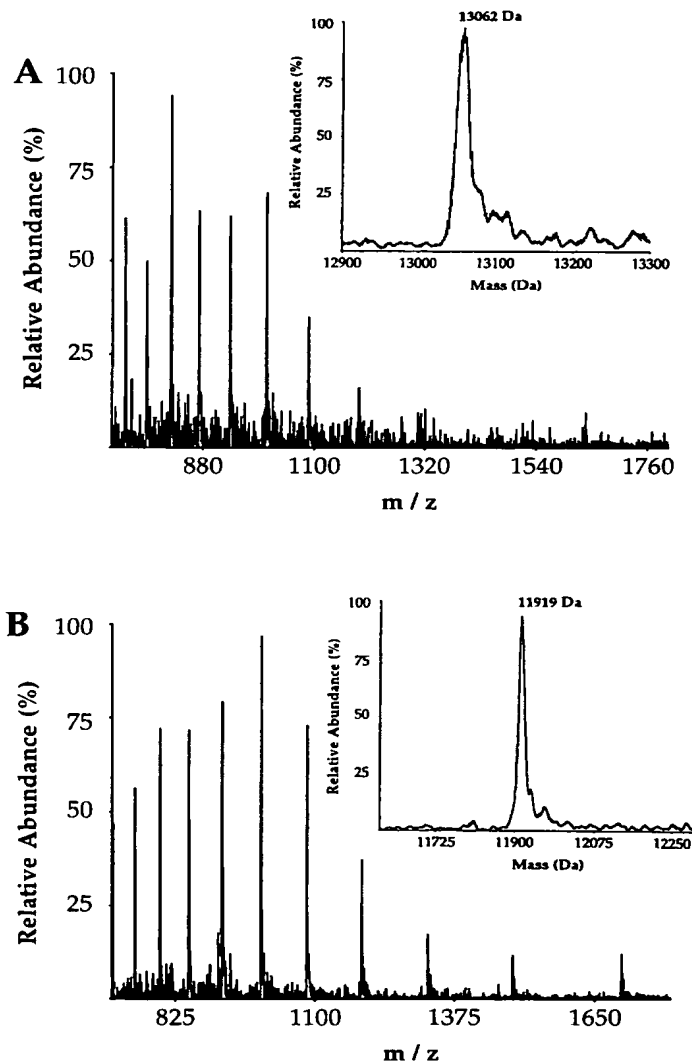 A
Relative Abundance (%)
100
75
50
25
880 1100 1320 1540 1760
m / z
13062 Da
Relative Abundance (%)
100
75
50
25
12900 13000 13100 13200 13300
Mass (Da)
B
Relative Abundance (%)
100
75
50
25
825 1100 1375 1650
m / z
11919 Da
Relative Abundance (%)
100
75
50
25
11725 11900 12075 12250
Mass (Da)